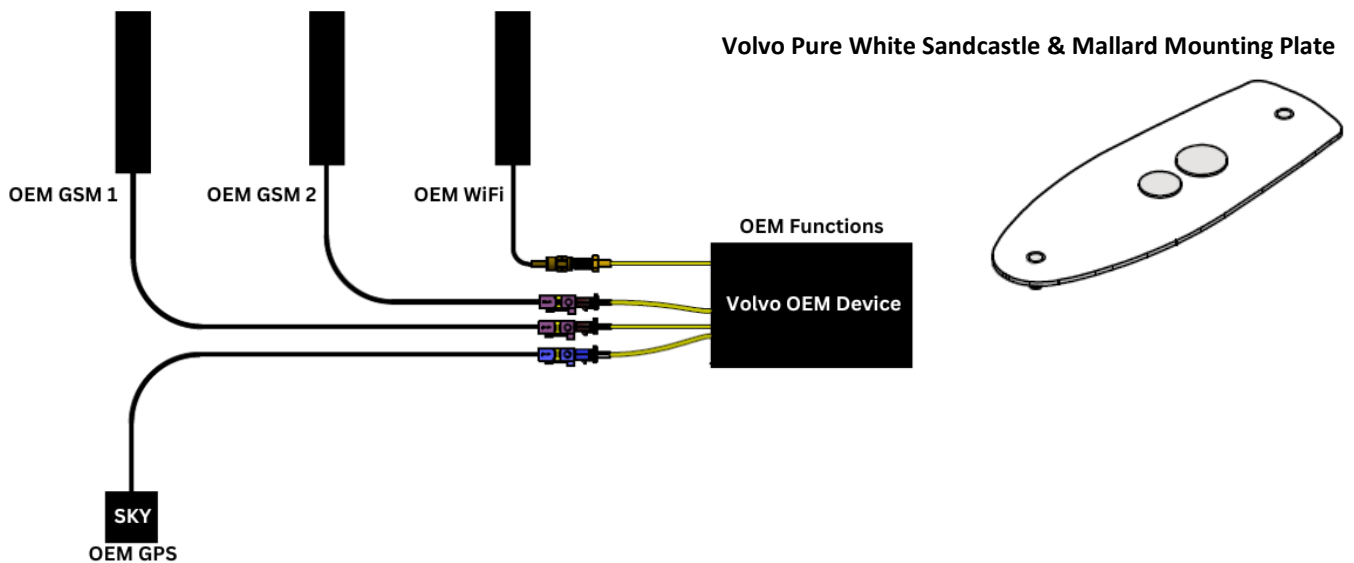 Volvo Pure White Sandcastle & Mallard Mounting Plate
OEM GSM 1
OEM GSM 2
OEM WiFi
OEM Functions
Volvo OEM Device
SKY
OEM GPS